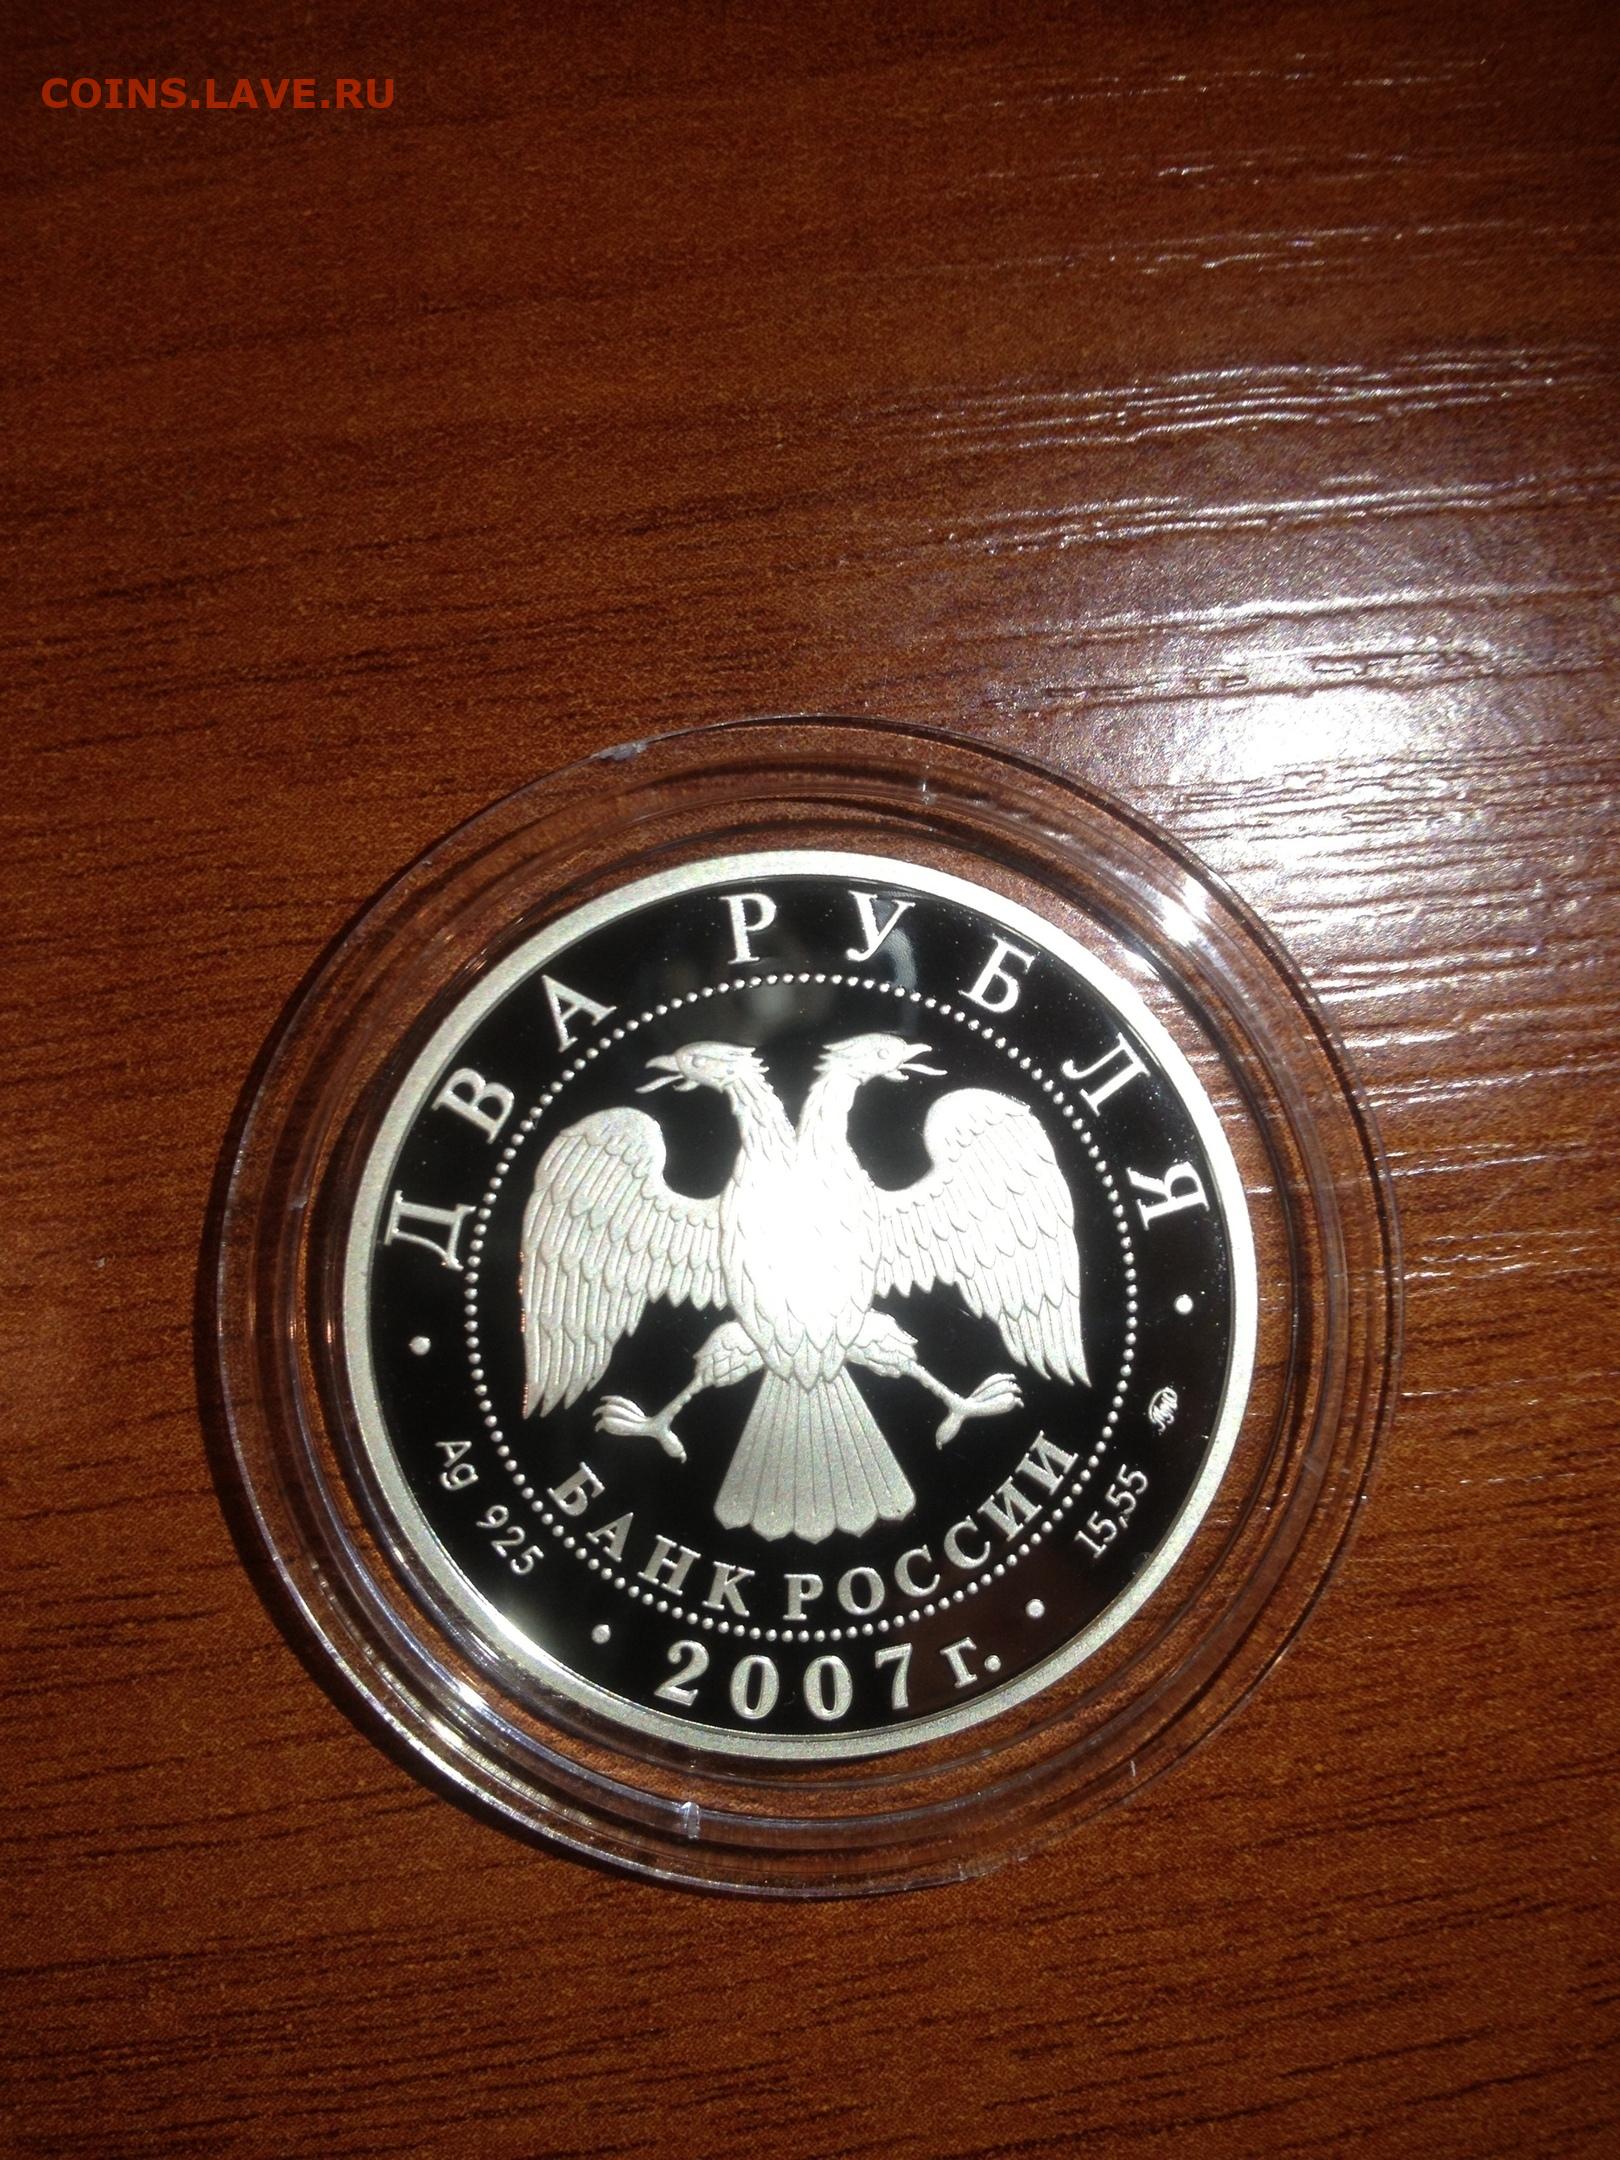 COINS.LAVE.RU
ДВА РУБЛЯ
БАНК РОССИИ
Ag 925
15,55
2007 г.